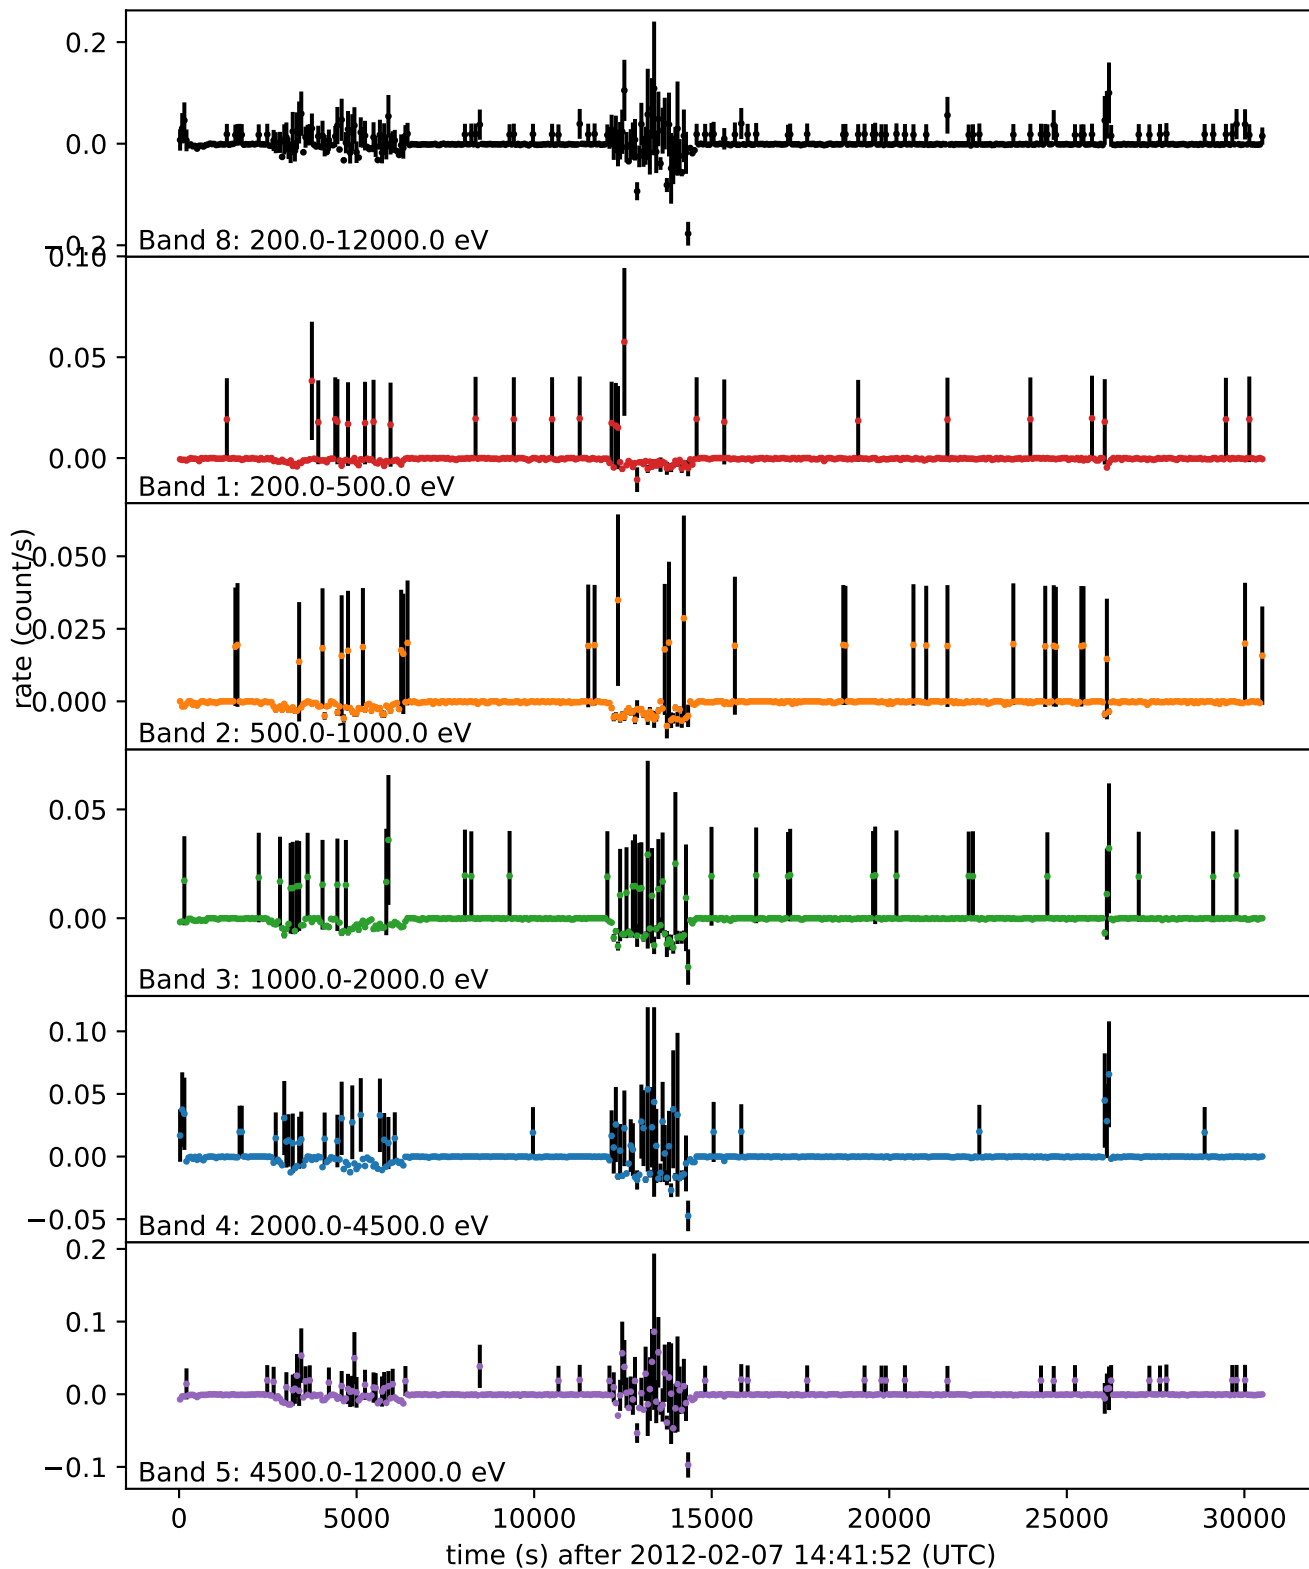 0.2
0.0
−0.2
Band 8: 200.0-12000.0 eV
0.10
0.05
0.00
Band 1: 200.0-500.0 eV
rate (count/s)
0.050
0.025
0.000
Band 2: 500.0-1000.0 eV
0.05
0.00
Band 3: 1000.0-2000.0 eV
0.10
0.05
0.00
−0.05
Band 4: 2000.0-4500.0 eV
0.2
0.1
0.0
−0.1
Band 5: 4500.0-12000.0 eV
0 5000 10000 15000 20000 25000 30000
time (s) after 2012-02-07 14:41:52 (UTC)